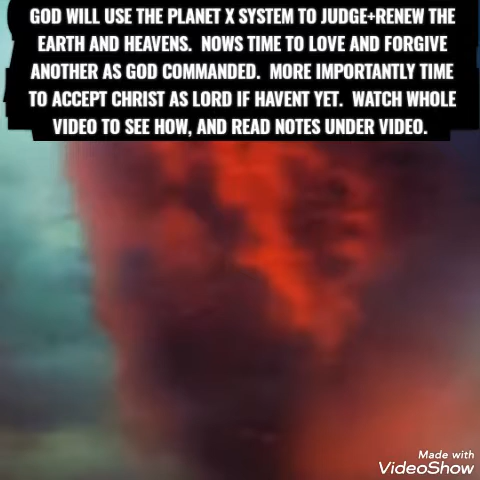 GOD WILL USE THE PLANET X SYSTEM TO JUDGE+RENEW THE
EARTH AND HEAVENS. NOWS TIME TO LOVE AND FORGIVE
ANOTHER AS GOD COMMANDED. MORE IMPORTANTLY TIME
TO ACCEPT CHRIST AS LORD IF HAVENT YET. WATCH WHOLE
VIDEO TO SEE HOW, AND READ NOTES UNDER VIDEO.
Made with
VideoShow